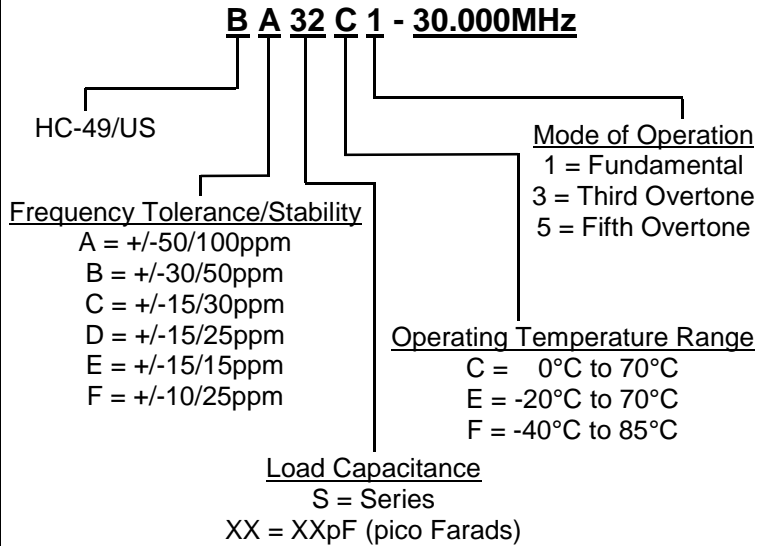 B A 32 C 1 - 30.000MHz
HC-49/US
Mode of Operation
1 = Fundamental
3 = Third Overtone
5 = Fifth Overtone
Frequency Tolerance/Stability
A = +/-50/100ppm
B = +/-30/50ppm
C = +/-15/30ppm
D = +/-15/25ppm
E = +/-15/15ppm
F = +/-10/25ppm
Operating Temperature Range
C = 0°C to 70°C
E = -20°C to 70°C
F = -40°C to 85°C
Load Capacitance
S = Series
XX = XXpF (pico Farads)